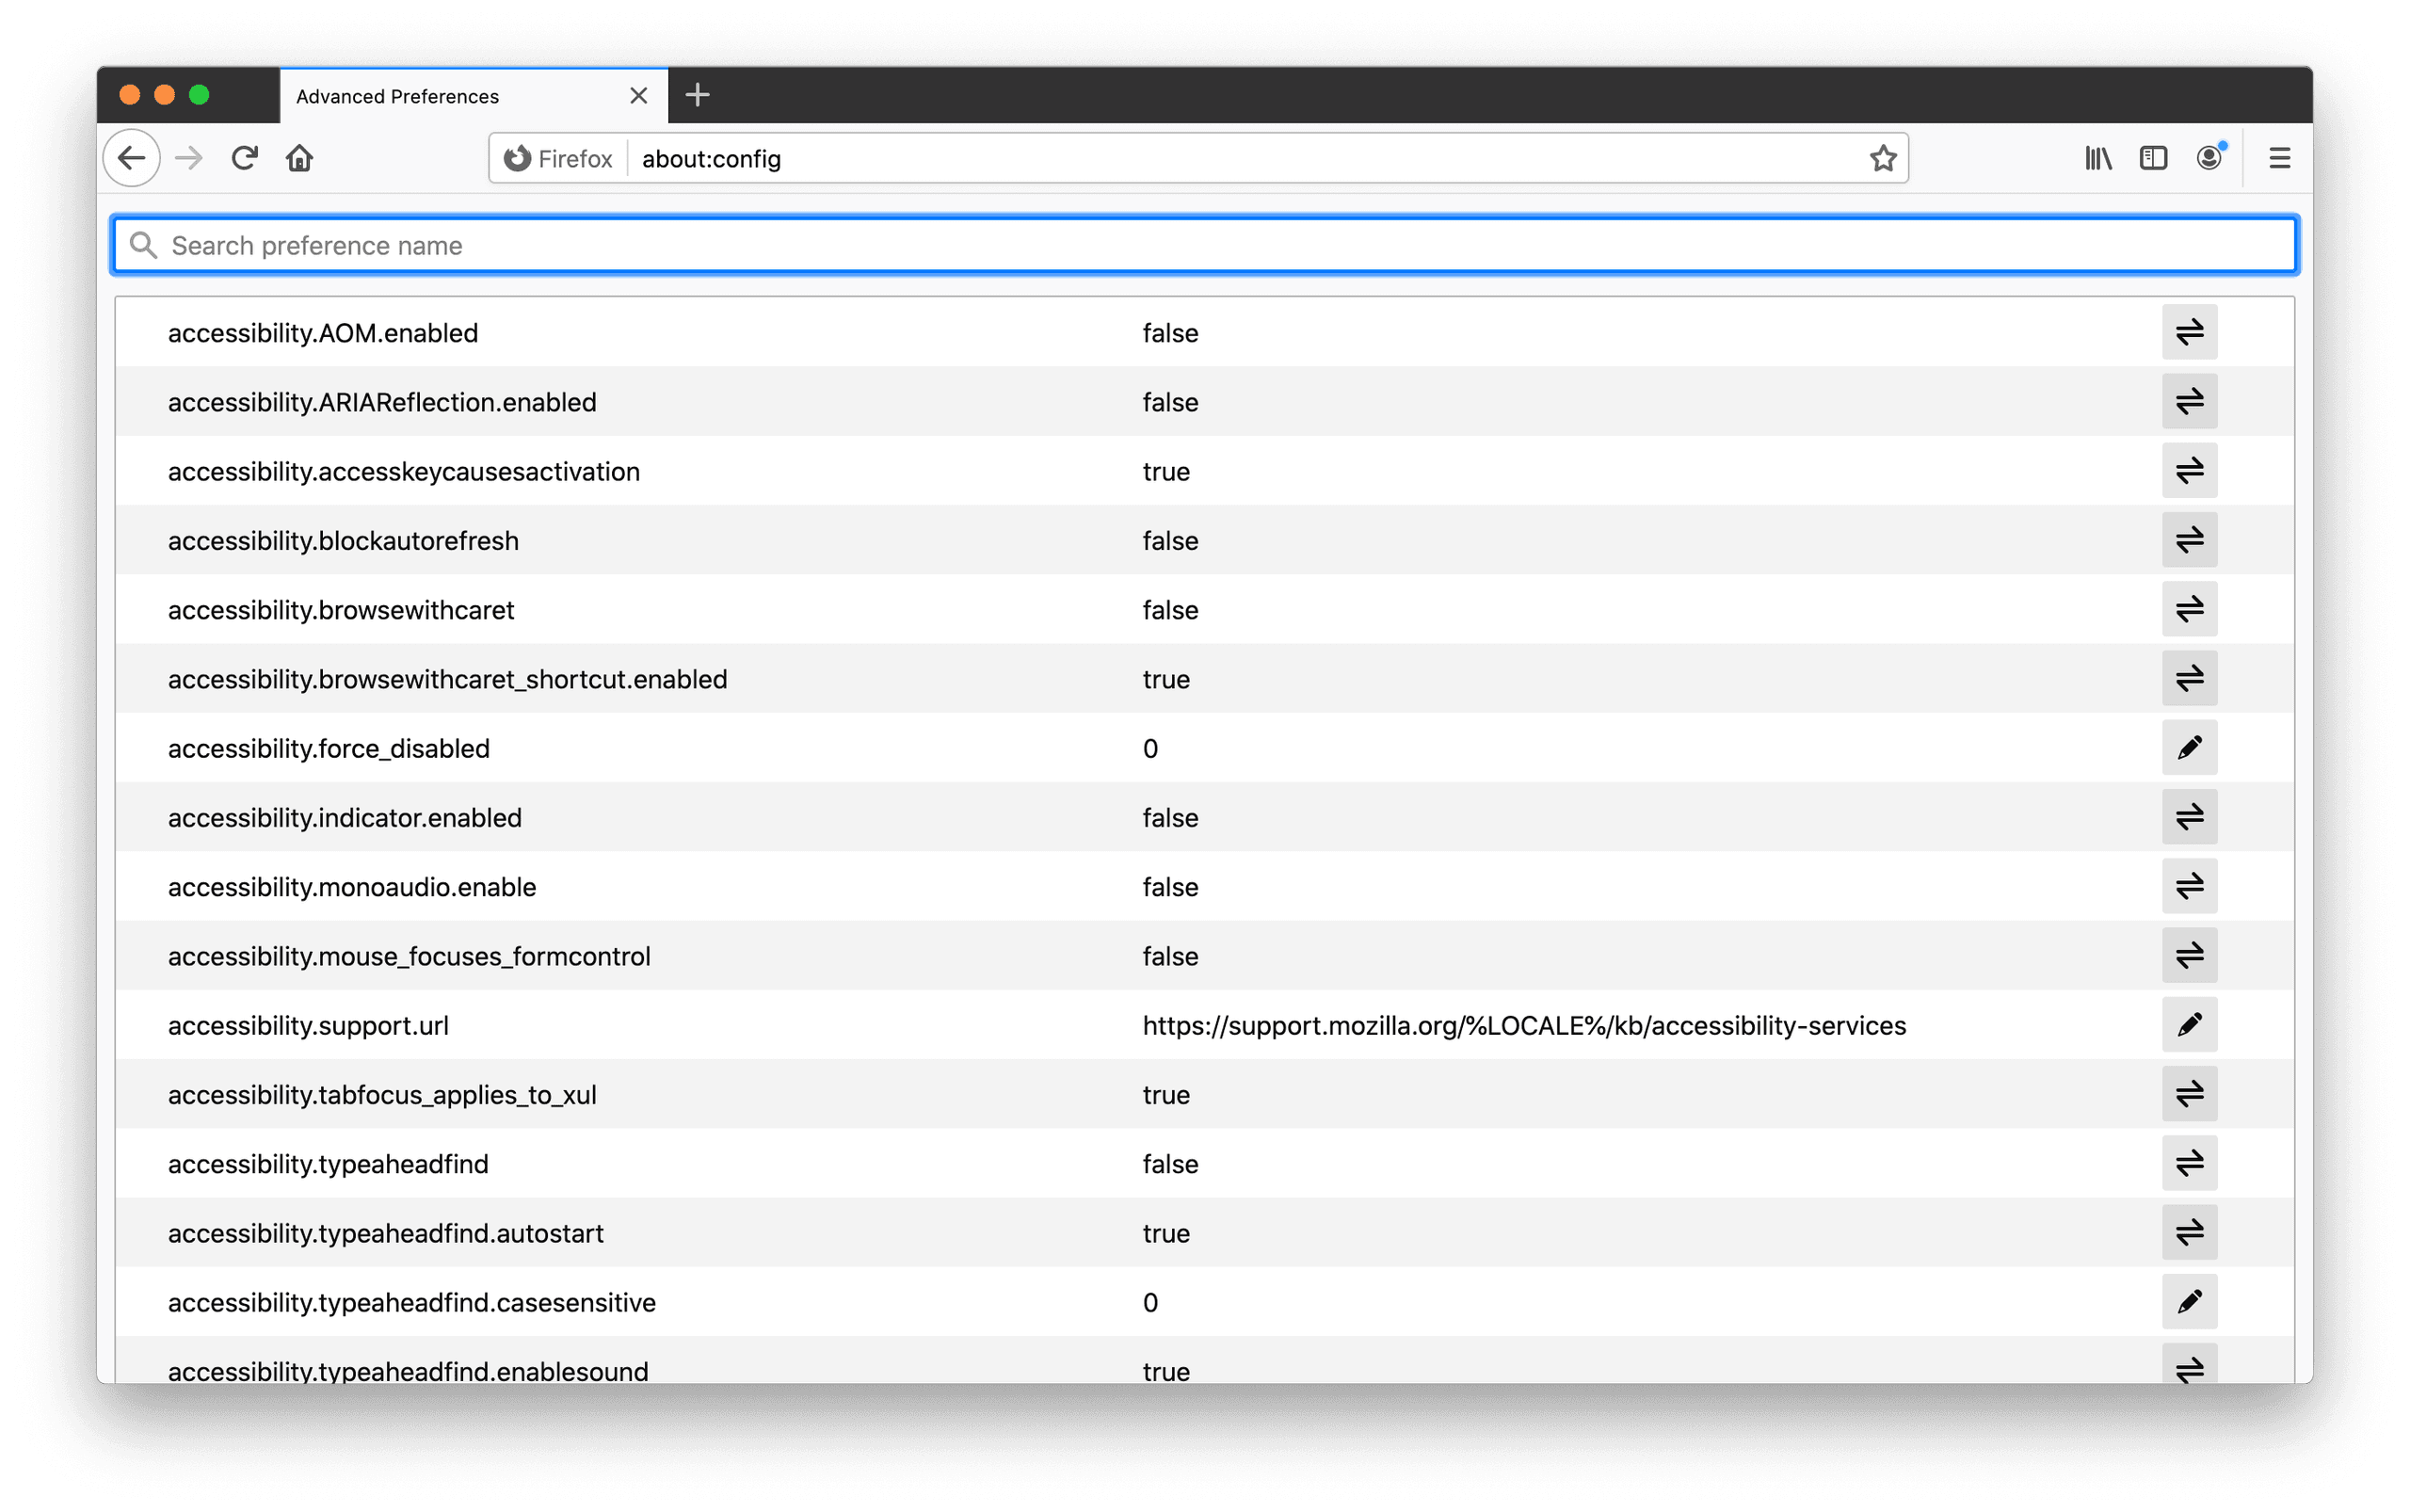 Advanced Preferences
Firefox about:config
Search preference name
accessibility.AOM.enabled false
accessibility.ARIAReflection.enabled false
accessibility.accesskeycausesactivation true
accessibility.blockautorefresh false
accessibility.browsewithcaret false
accessibility.browsewithcaret_shortcut.enabled true
accessibility.force_disabled 0
accessibility.indicator.enabled false
accessibility.monoaudio.enable false
accessibility.mouse_focuses_formcontrol false
accessibility.support.url https://support.mozilla.org/%LOCALE%/kb/accessibility-services
accessibility.tabfocus_applies_to_xul true
accessibility.typeaheadfind false
accessibility.typeaheadfind.autostart true
accessibility.typeaheadfind.casesensitive 0
accessibility.typeaheadfind.enablesound true